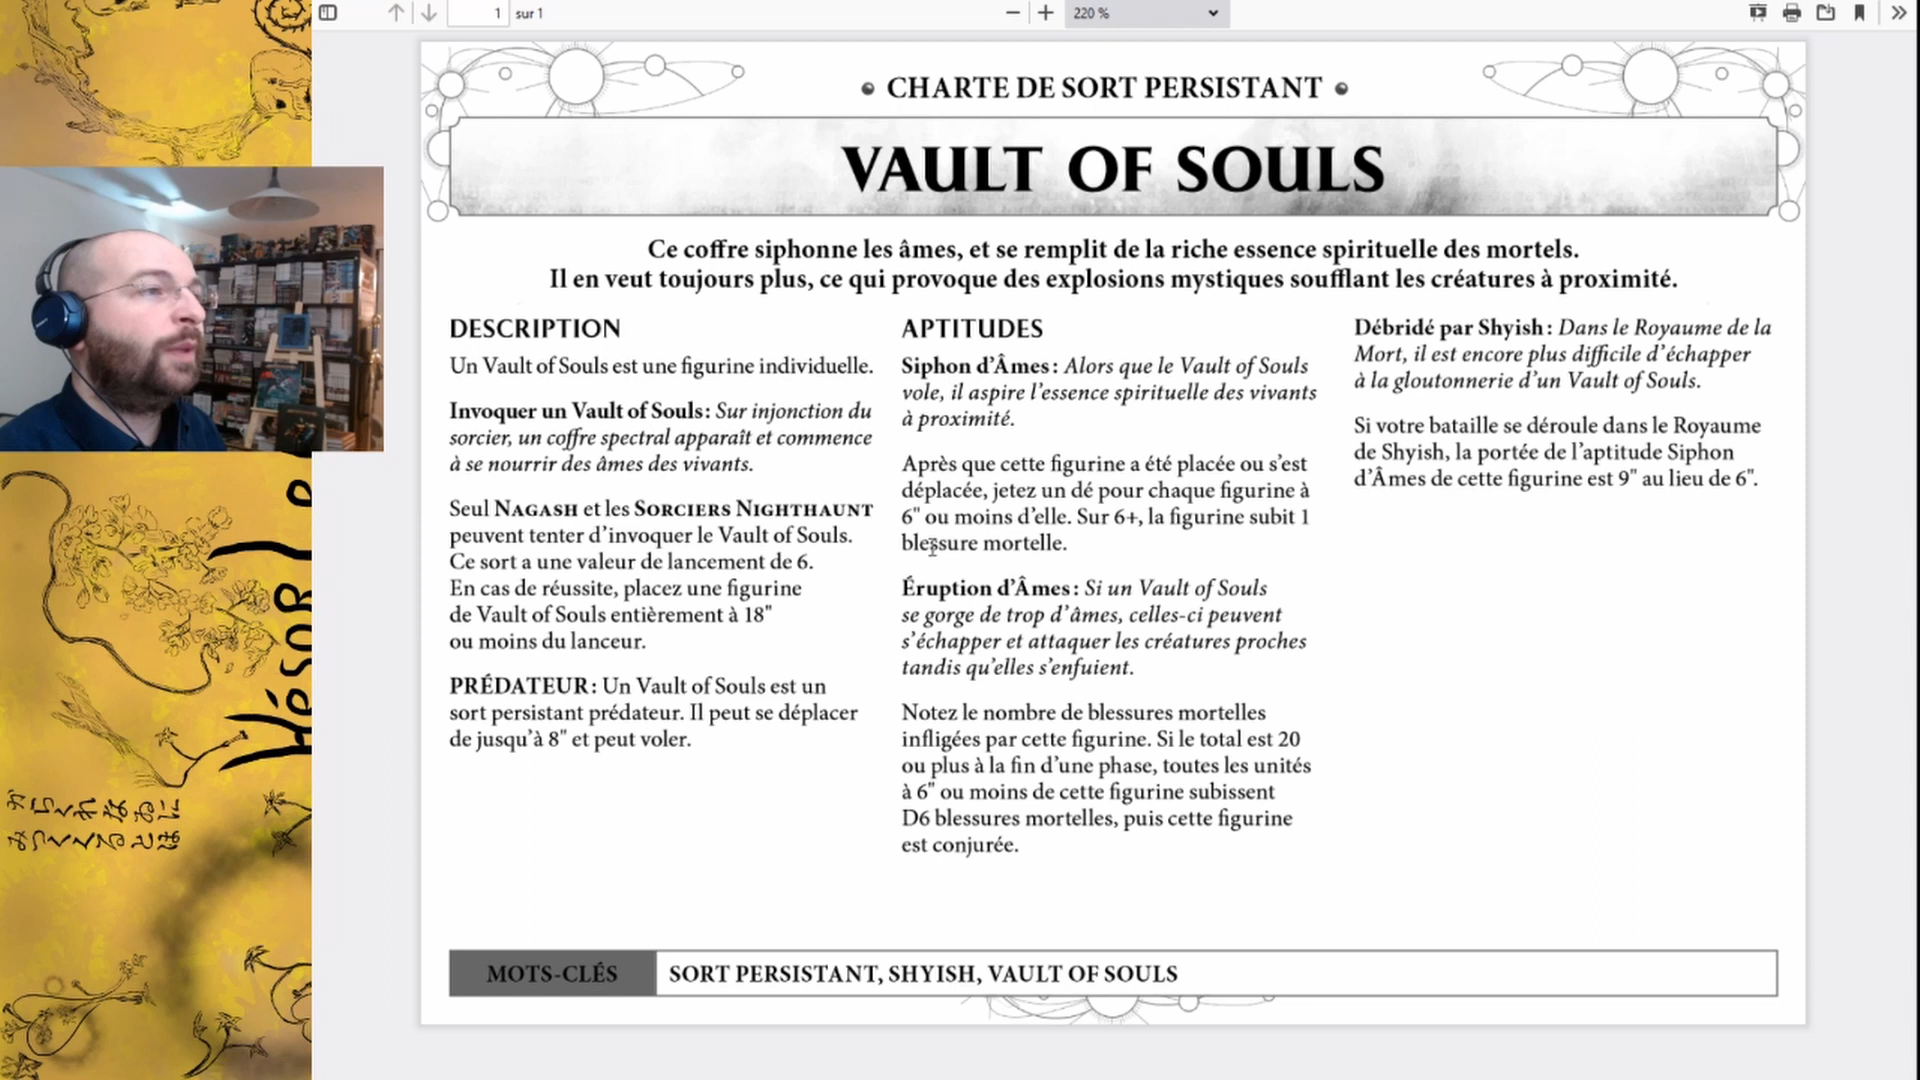 1 sur 1
220 %
CHARTE DE SORT PERSISTANT
VAULT OF SOULS
Ce coffre siphonne les âmes, et se remplit de la riche essence spirituelle des mortels.
Il en veut toujours plus, ce qui provoque des explosions mystiques soufflant les créatures à proximité.
DESCRIPTION
Un Vault of Souls est une figurine individuelle.
Invoquer un Vault of Souls : Sur injonction du
sorcier, un coffre spectral apparaît et commence
à se nourrir des âmes des vivants.
Seul NAGASH et les SORCIERS NIGHTHAUNT
peuvent tenter d'invoquer le Vault of Souls.
Ce sort a une valeur de lancement de 6.
En cas de réussite, placez une figurine
de Vault of Souls entièrement à 18"
ou moins du lanceur.
PRÉDATEUR : Un Vault of Souls est un
sort persistant prédateur. Il peut se déplacer
de jusqu'à 8" et peut voler.
APTITUDES
Siphon d'Âmes : Alors que le Vault of Souls
vole, il aspire l'essence spirituelle des vivants
à proximité.
Après que cette figurine a été placée ou s'est
déplacée, jetez un dé pour chaque figurine à
6" ou moins d'elle. Sur 6+, la figurine subit 1
blessure mortelle.
Éruption d'Âmes : Si un Vault of Souls
se gorge de trop d'âmes, celles-ci peuvent
s'échapper et attaquer les créatures proches
tandis qu'elles s'enfuient.
Notez le nombre de blessures mortelles
infligées par cette figurine. Si le total est 20
ou plus à la fin d'une phase, toutes les unités
à 6" ou moins de cette figurine subissent
D6 blessures mortelles, puis cette figurine
est conjurée.
Débridé par Shyish : Dans le Royaume de la
Mort, il est encore plus difficile d'échapper
à la gloutonnerie d'un Vault of Souls.
Si votre bataille se déroule dans le Royaume
de Shyish, la portée de l'aptitude Siphon
d'Âmes de cette figurine est 9" au lieu de 6".
MOTS-CLÉS
SORT PERSISTANT, SHYISH, VAULT OF SOULS